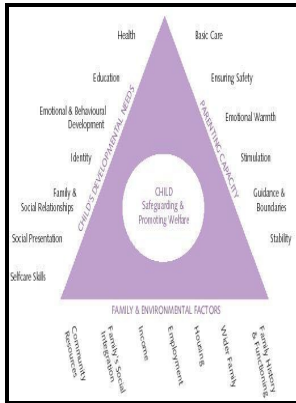 Health
Education
Emotional & Behavioural
Development
Identity
Family &
Social Relationships
Social Presentation
Selfcare Skills
CHILD'S DEVELOPMENTAL NEEDS
CHILD
Safeguarding &
Promoting Welfare
PARENTING CAPACITY
Basic Care
Ensuring Safety
Emotional Warmth
Stimulation
Guidance &
Boundaries
Stability
FAMILY & ENVIRONMENTAL FACTORS
Community
Resources
Family's Social
Integration
Income
Employment
Housing
Wider Family
Family History
& Functioning